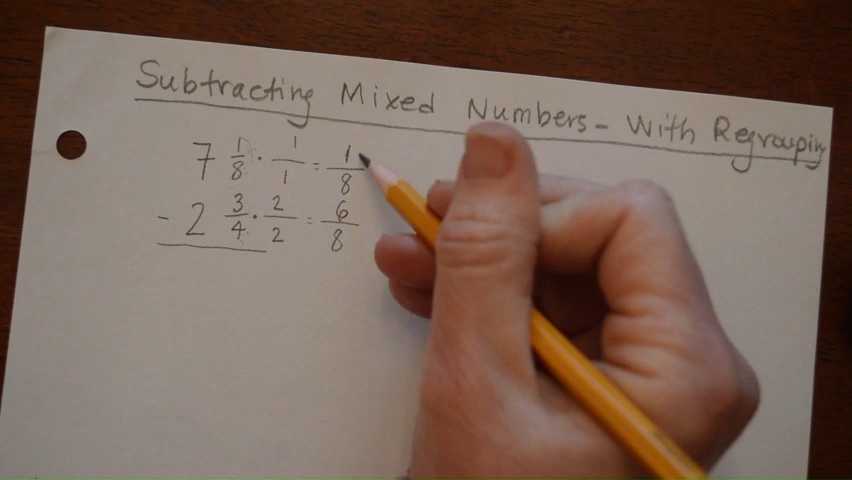 Subtracting Mixed Numbers - With Regrouping
7 1/8 · 1/1 = 1/8
- 2 3/4 · 2/2 = 6/8